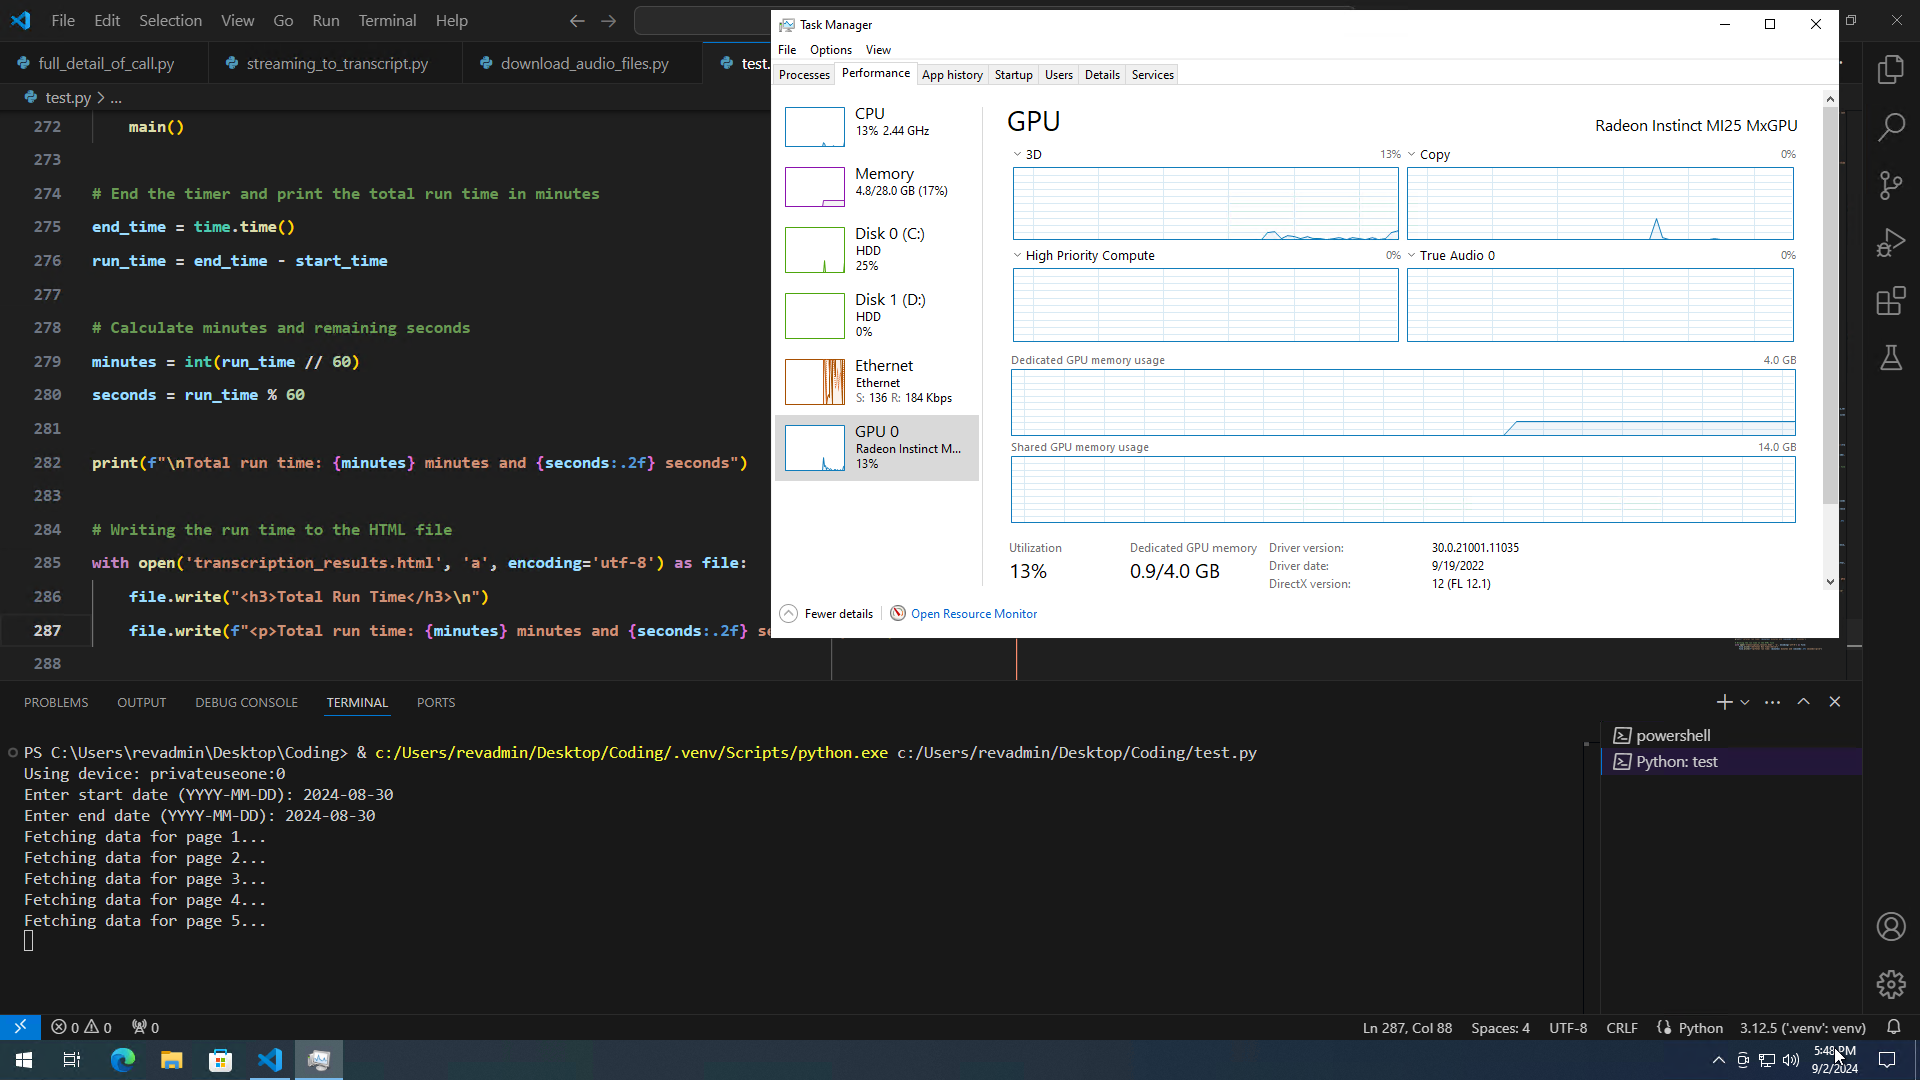 File Edit Selection View Go Run Terminal Help
full_detail_of_call.py streaming_to_transcript.py download_audio_files.py test.
test.py > ...
272 main()
273
274 # End the timer and print the total run time in minutes
275 end_time = time.time()
276 run_time = end_time - start_time
277
278 # Calculate minutes and remaining seconds
279 minutes = int(run_time // 60)
280 seconds = run_time % 60
281
282 print(f"\nTotal run time: {minutes} minutes and {seconds:.2f} seconds")
283
284 # Writing the run time to the HTML file
285 with open('transcription_results.html', 'a', encoding='utf-8') as file:
286 file.write("<h3>Total Run Time</h3>\n")
287 file.write(f"<p>Total run time: {minutes} minutes and {seconds:.2f} se
288
Task Manager
File Options View
Processes Performance App history Startup Users Details Services
CPU
13% 2.44 GHz
Memory
4.8/28.0 GB (17%)
Disk 0 (C:)
HDD
25%
Disk 1 (D:)
HDD
0%
Ethernet
Ethernet
S: 136 R: 184 Kbps
GPU 0
Radeon Instinct M...
13%
GPU Radeon Instinct MI25 MxGPU
3D 13% Copy 0%
High Priority Compute 0% True Audio 0 0%
Dedicated GPU memory usage 4.0 GB
Shared GPU memory usage 14.0 GB
Utilization Dedicated GPU memory Driver version: 30.0.21001.11035
13% 0.9/4.0 GB Driver date: 9/19/2022
DirectX version: 12 (FL 12.1)
Fewer details Open Resource Monitor
PROBLEMS OUTPUT DEBUG CONSOLE TERMINAL PORTS
PS C:\Users\revadmin\Desktop\Coding> & c:/Users/revadmin/Desktop/Coding/.venv/Scripts/python.exe c:/Users/revadmin/Desktop/Coding/test.py
Using device: privateuseone:0
Enter start date (YYYY-MM-DD): 2024-08-30
Enter end date (YYYY-MM-DD): 2024-08-30
Fetching data for page 1...
Fetching data for page 2...
Fetching data for page 3...
Fetching data for page 4...
Fetching data for page 5...
powershell
Python: test
0 0 0 Ln 287, Col 88 Spaces: 4 UTF-8 CRLF Python 3.12.5 ('.venv': venv)
5:48 PM
9/2/2024